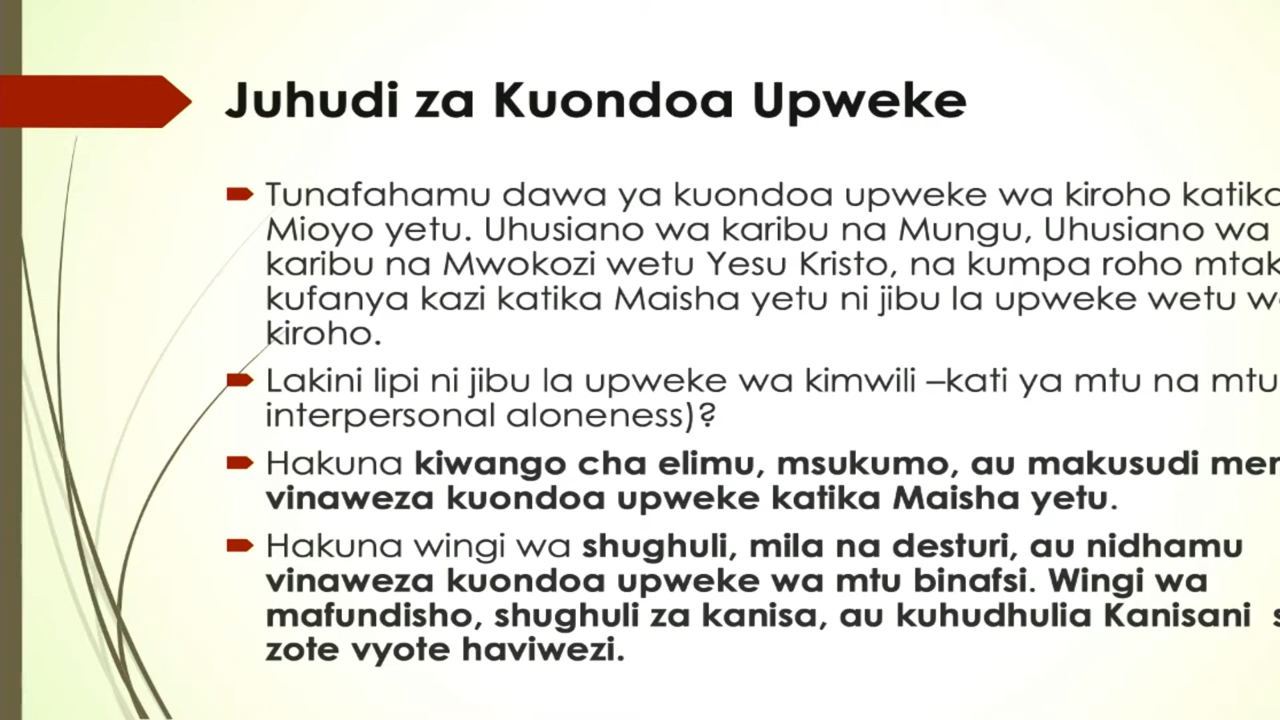 Juhudi za Kuondoa Upweke
Tunafahamu dawa ya kuondoa upweke wa kiroho katika
Mioyo yetu. Uhusiano wa karibu na Mungu, Uhusiano wa
karibu na Mwokozi wetu Yesu Kristo, na kumpa roho mtak
kufanya kazi katika Maisha yetu ni jibu la upweke wetu wa
kiroho.
Lakini lipi ni jibu la upweke wa kimwili –kati ya mtu na mtu
interpersonal aloneness)?
Hakuna kiwango cha elimu, msukumo, au makusudi mem
vinaweza kuondoa upweke katika Maisha yetu.
Hakuna wingi wa shughuli, mila na desturi, au nidhamu
vinaweza kuondoa upweke wa mtu binafsi. Wingi wa
mafundisho, shughuli za kanisa, au kuhudhulia Kanisani s
zote vyote haviwezi.